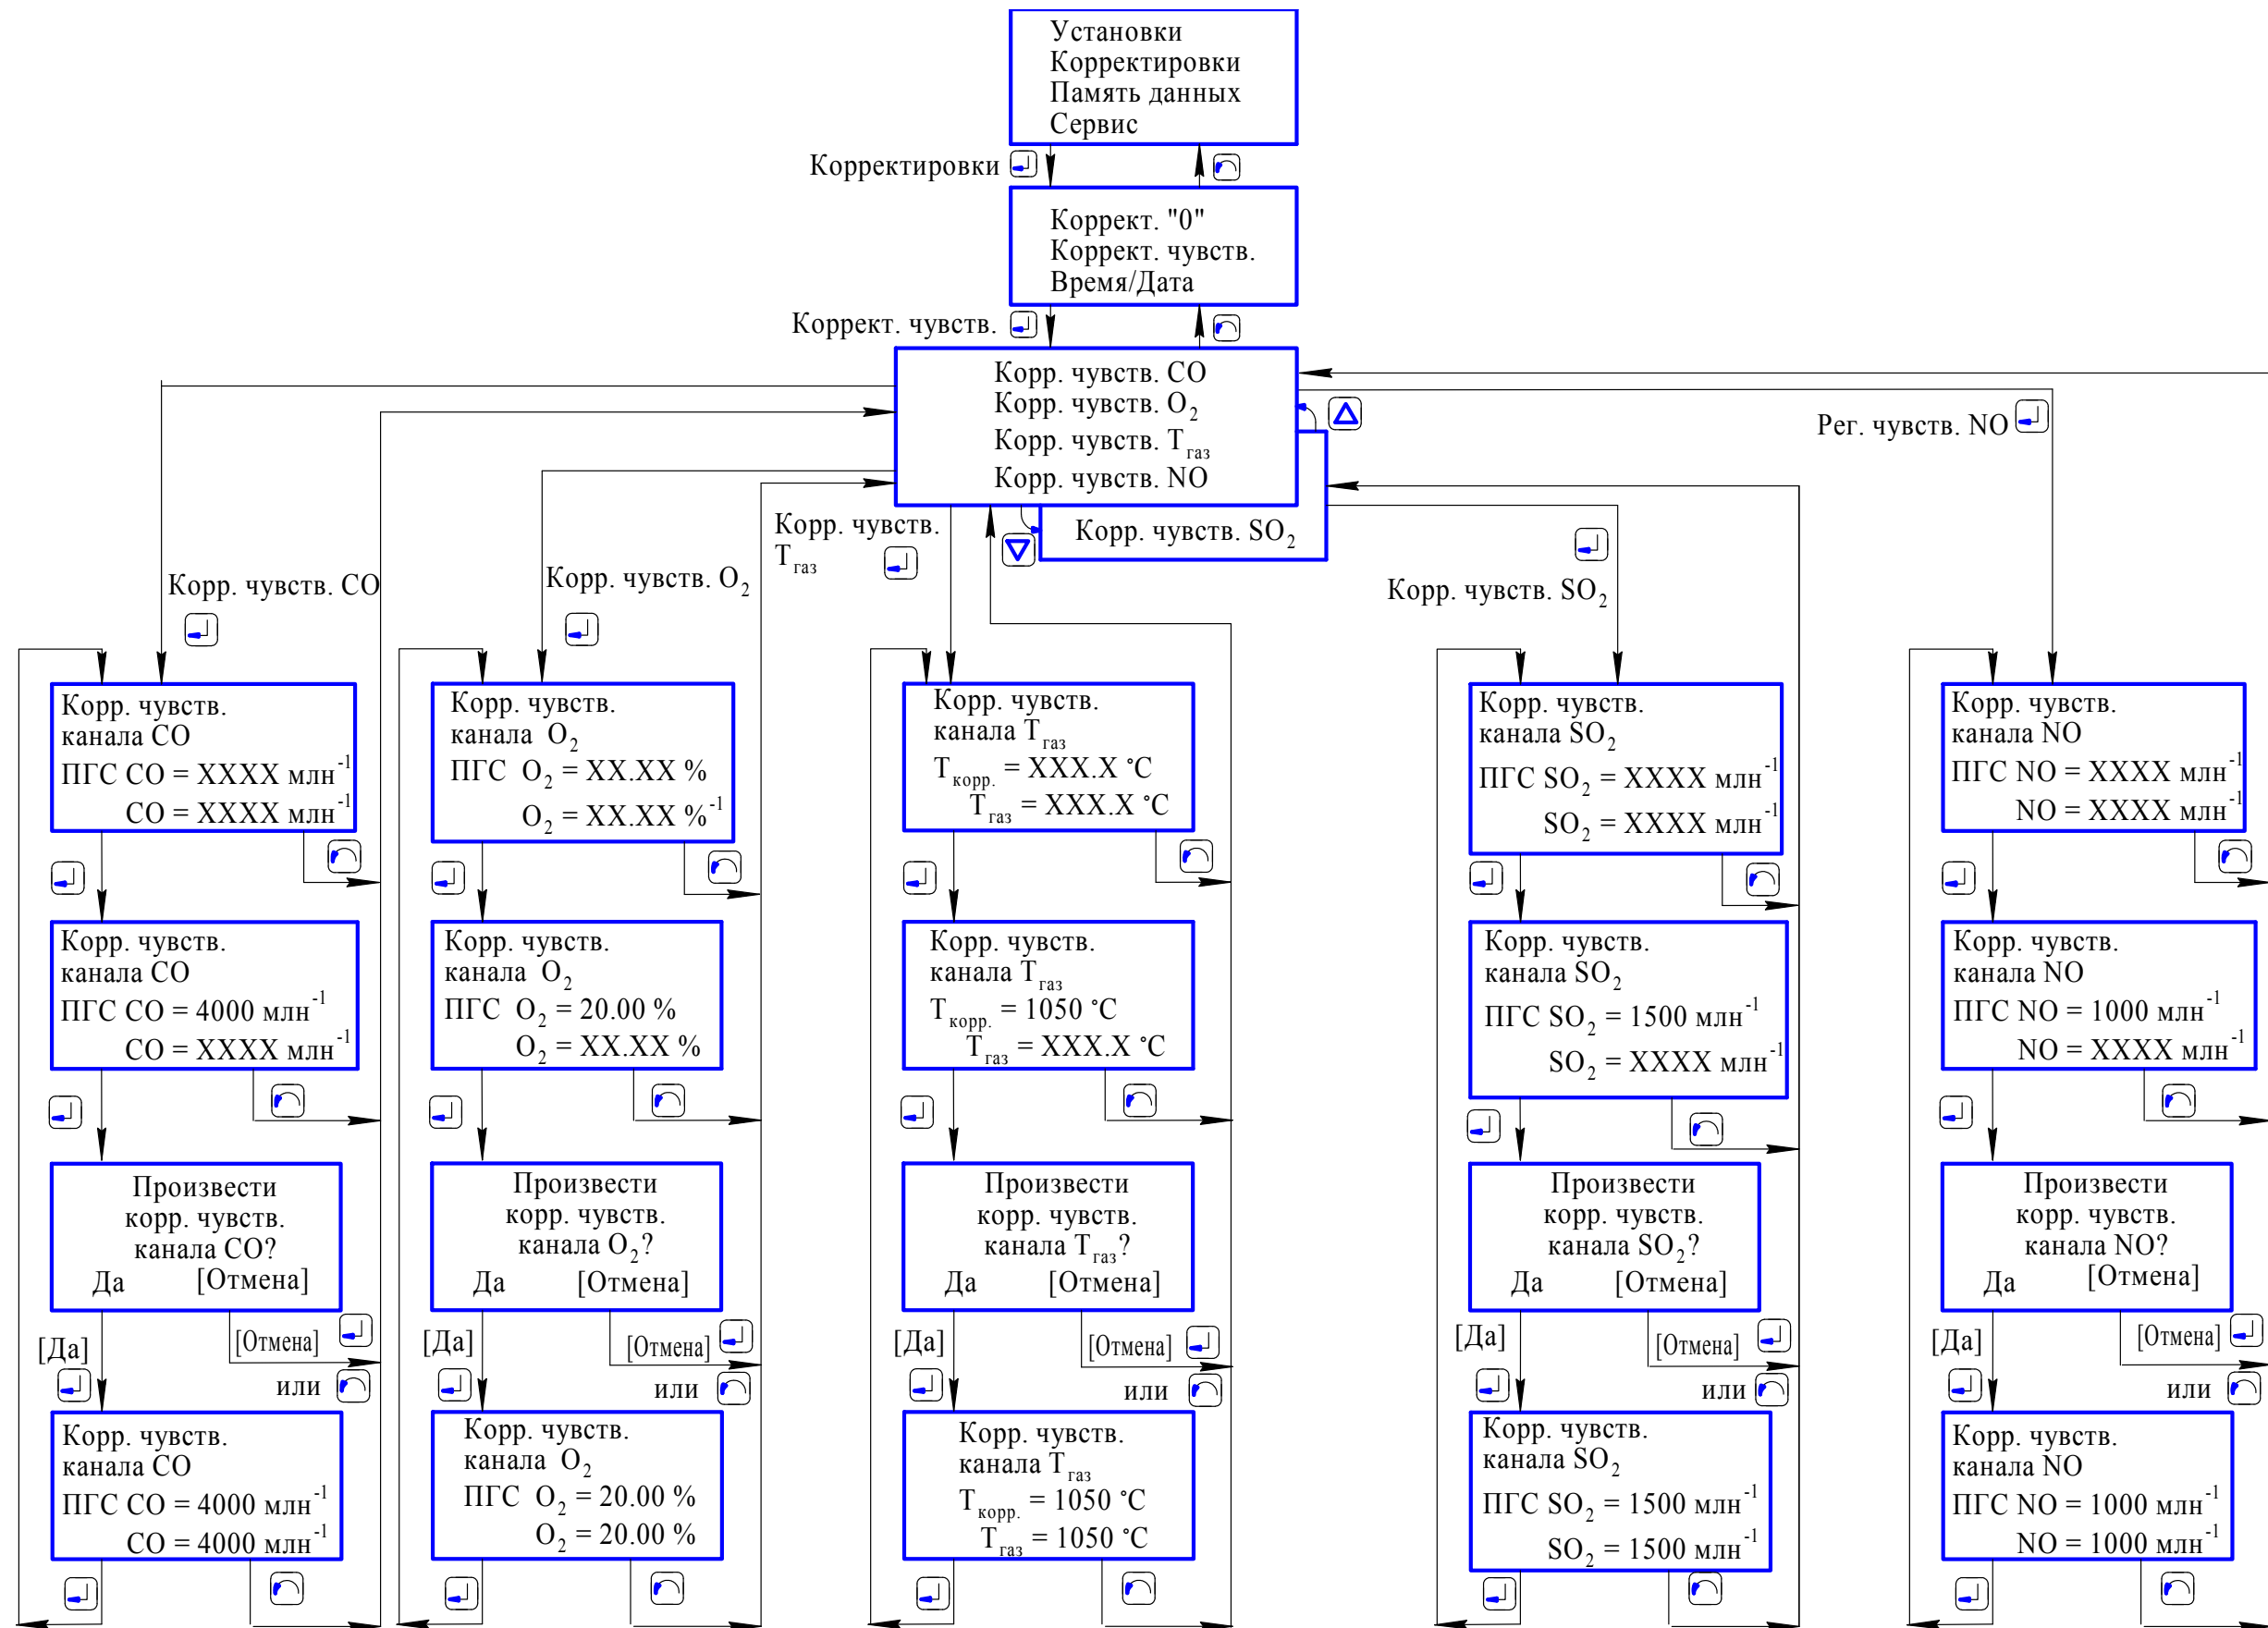 Установки
Корректировки
Память данных
Сервис
Корректировки
Коррект. "0"
Коррект. чувств.
Время/Дата
Коррект. чувств.
Корр. чувств. CO
Корр. чувств. O₂
Корр. чувств. Tгаз
Корр. чувств. NO
Корр. чувств. SO₂
Корр. чувств. CO
Корр. чувств. O₂
Корр. чувств.
Tгаз
Корр. чувств. SO₂
Рег. чувств. NO
Корр. чувств.
канала CO
ПГС CO = XXXX млн⁻¹
CO = XXXX млн⁻¹
Корр. чувств.
канала CO
ПГС CO = 4000 млн⁻¹
CO = XXXX млн⁻¹
Произвести
корр. чувств.
канала CO?
Да [Отмена]
[Да] [Отмена]
или
Корр. чувств.
канала CO
ПГС CO = 4000 млн⁻¹
CO = 4000 млн⁻¹
Корр. чувств.
канала O₂
ПГС O₂ = XX.XX %
O₂ = XX.XX %⁻¹
Корр. чувств.
канала O₂
ПГС O₂ = 20.00 %
O₂ = XX.XX %
Произвести
корр. чувств.
канала O₂?
Да [Отмена]
[Да] [Отмена]
или
Корр. чувств.
канала O₂
ПГС O₂ = 20.00 %
O₂ = 20.00 %
Корр. чувств.
канала Tгаз
Tкорр. = XXX.X °C
Tгаз = XXX.X °C
Корр. чувств.
канала Tгаз
Tкорр. = 1050 °C
Tгаз = XXX.X °C
Произвести
корр. чувств.
канала Tгаз?
Да [Отмена]
[Да] [Отмена]
или
Корр. чувств.
канала Tгаз
Tкорр. = 1050 °C
Tгаз = 1050 °C
Корр. чувств.
канала SO₂
ПГС SO₂ = XXXX млн⁻¹
SO₂ = XXXX млн⁻¹
Корр. чувств.
канала SO₂
ПГС SO₂ = 1500 млн⁻¹
SO₂ = XXXX млн⁻¹
Произвести
корр. чувств.
канала SO₂?
Да [Отмена]
[Да] [Отмена]
или
Корр. чувств.
канала SO₂
ПГС SO₂ = 1500 млн⁻¹
SO₂ = 1500 млн⁻¹
Корр. чувств.
канала NO
ПГС NO = XXXX млн⁻¹
NO = XXXX млн⁻¹
Корр. чувств.
канала NO
ПГС NO = 1000 млн⁻¹
NO = XXXX млн⁻¹
Произвести
корр. чувств.
канала NO?
Да [Отмена]
[Да] [Отмена]
или
Корр. чувств.
канала NO
ПГС NO = 1000 млн⁻¹
NO = 1000 млн⁻¹